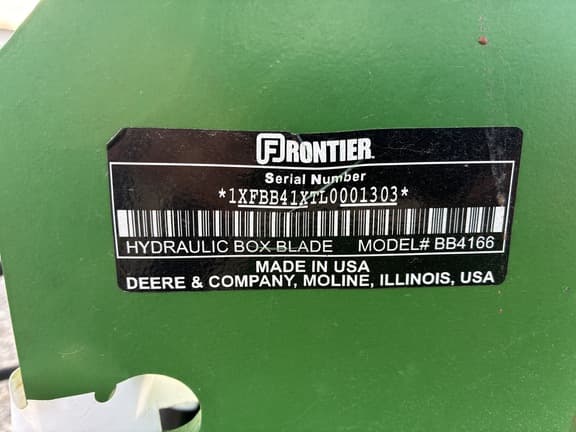 FRONTIER
Serial Number
*1XFBB41XTL0001303*
HYDRAULIC BOX BLADE MODEL# BB4166
MADE IN USA
DEERE & COMPANY, MOLINE, ILLINOIS, USA